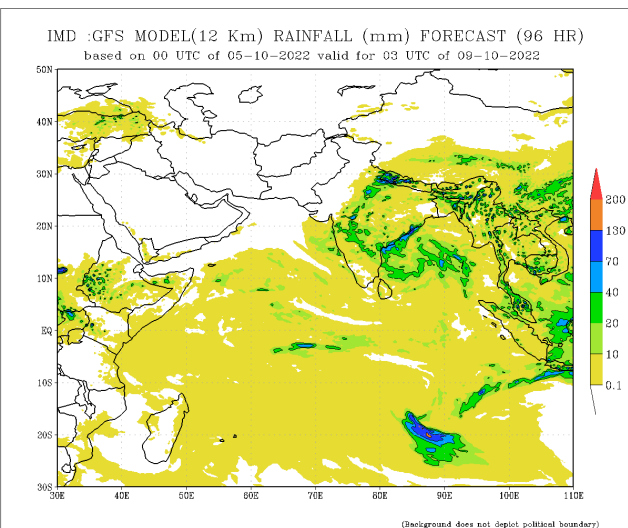 IMD :GFS MODEL(12 Km) RAINFALL (mm) FORECAST (96 HR)
based on 00 UTC of 05-10-2022 valid for 03 UTC of 09-10-2022
50N
40N
30N
20N
10N
EQ
10S
20S
30S
30E 40E 50E 60E 70E 80E 90E 100E 110E
200
130
70
40
20
10
0.1
(Background does not depict political boundary)